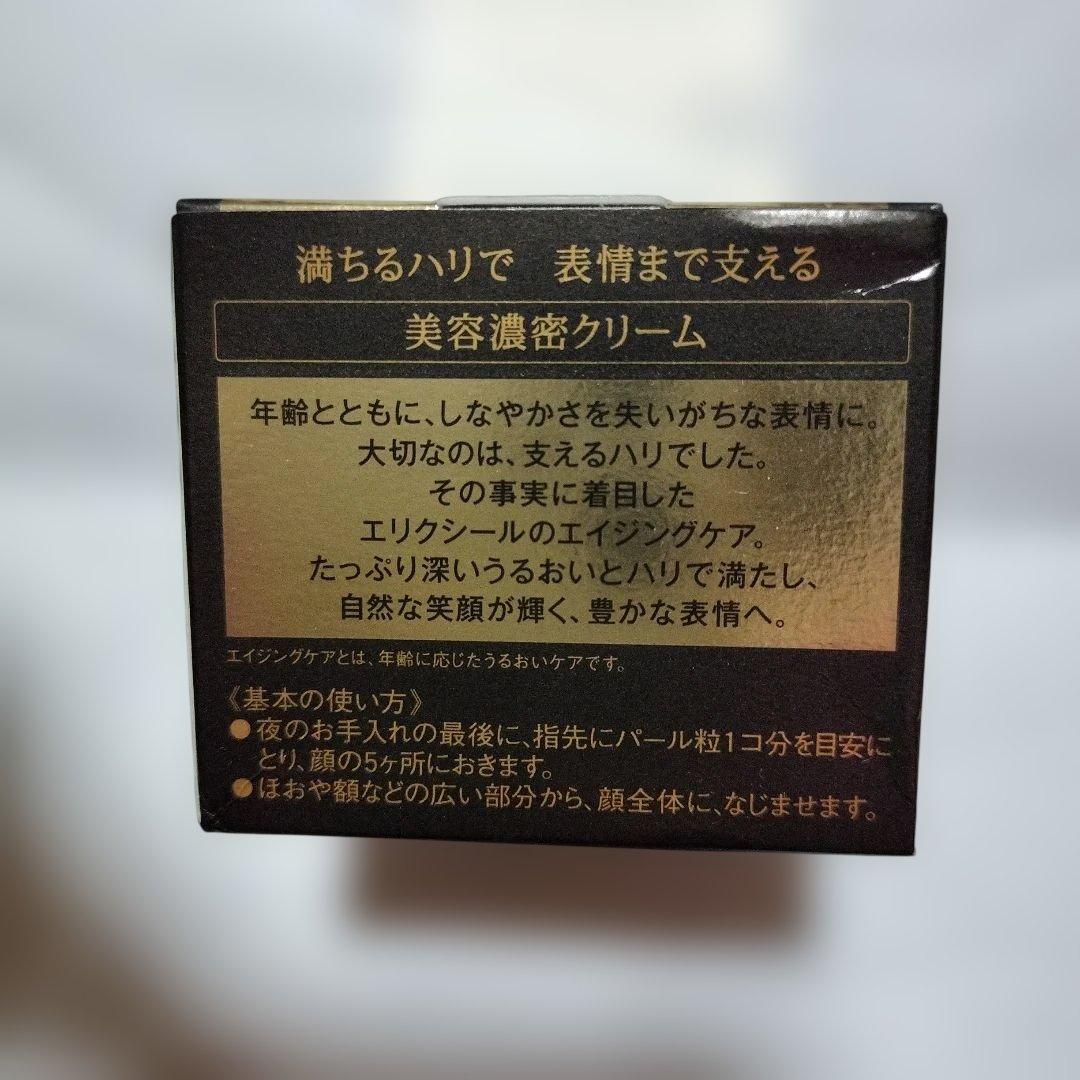 満ちるハリで　表情まで支える
美容濃密クリーム
年齢とともに、しなやかさを失いがちな表情に。
大切なのは、支えるハリでした。
その事実に着目した
エリクシールのエイジングケア。
たっぷり深いうるおいとハリで満たし、
自然な笑顔が輝く、豊かな表情へ。
エイジングケアとは、年齢に応じたうるおいケアです。
《基本の使い方》
●夜のお手入れの最後に、指先にパール粒1コ分を目安に
とり、顔の5ヶ所におきます。
●ほおや額などの広い部分から、顔全体に、なじませます。